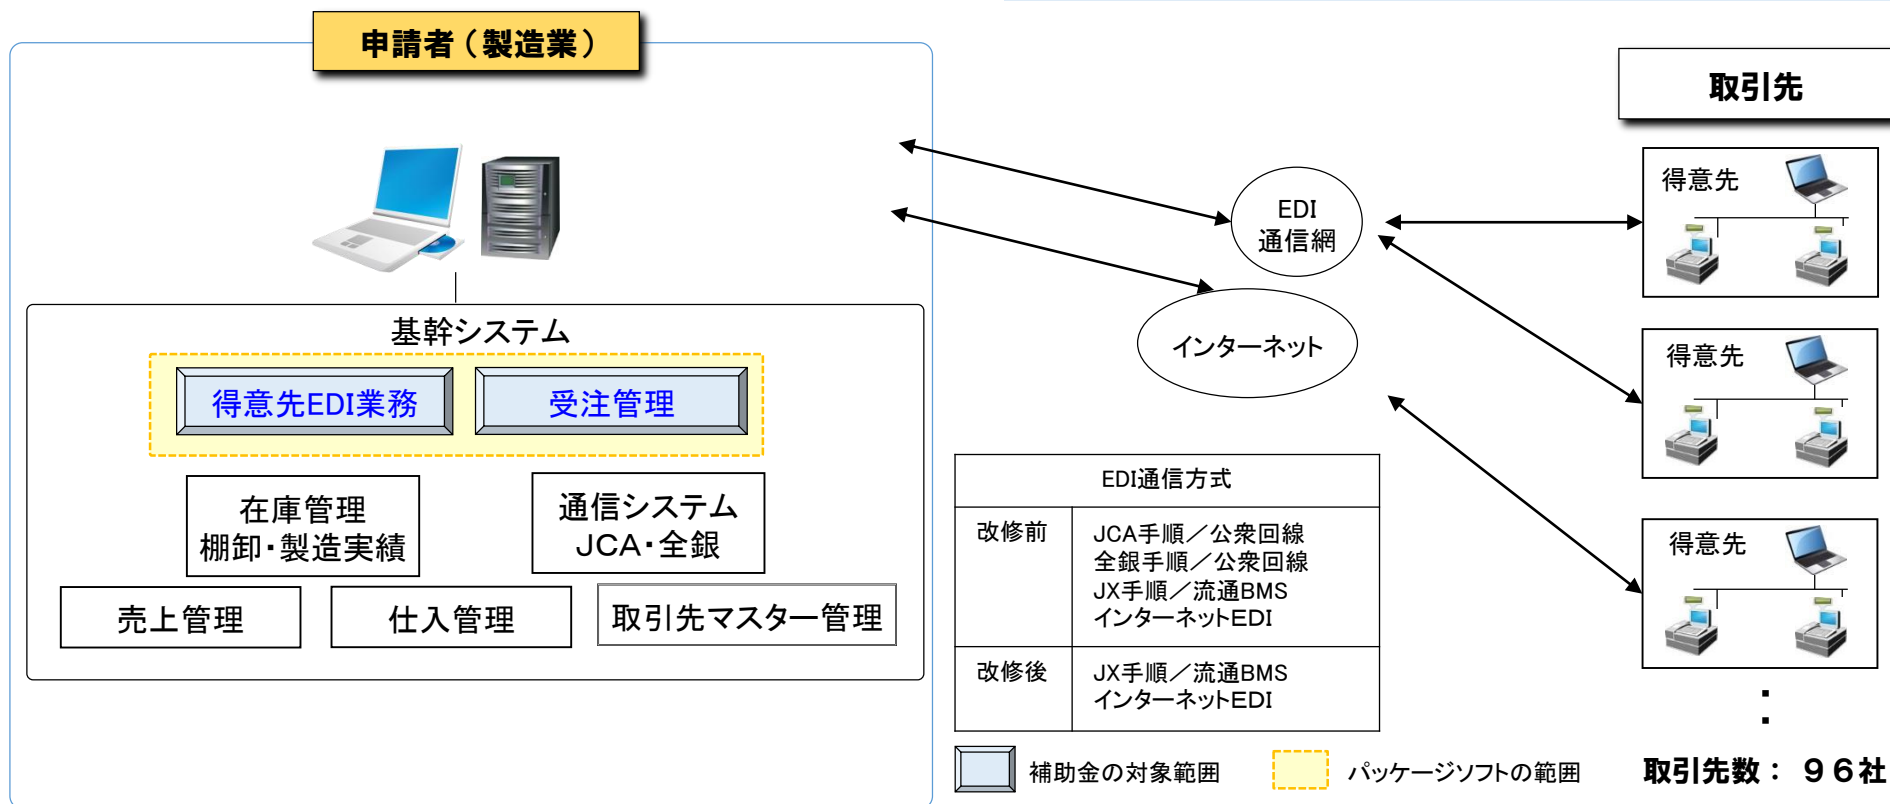 申請者（製造業）
基幹システム
得意先EDI業務
受注管理
在庫管理
棚卸・製造実績
通信システム
JCA・全銀
売上管理
仕入管理
取引先マスター管理
EDI
通信網
インターネット
EDI通信方式
改修前
JCA手順／公衆回線
全銀手順／公衆回線
JX手順／流通BMS
インターネットEDI
改修後
JX手順／流通BMS
インターネットEDI
補助金の対象範囲
パッケージソフトの範囲
取引先
得意先
得意先
得意先
取引先数： ９６社